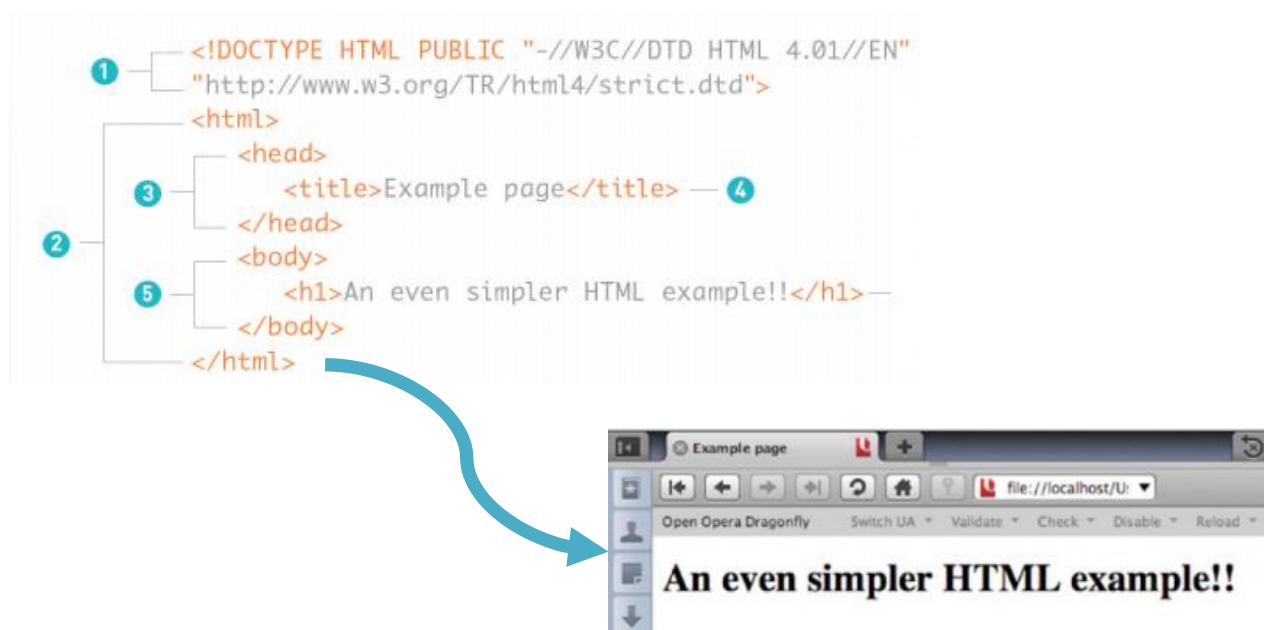 <!DOCTYPE HTML PUBLIC "-//W3C//DTD HTML 4.01//EN"
1
"http://www.w3.org/TR/html4/strict.dtd">
<html>
<head>
3 <title>Example page</title> 4
</head>
2
<body>
5 <h1>An even simpler HTML example!!</h1>
</body>
</html>
Example page
file://localhost/U:
Open Opera Dragonfly Switch UA Validate Check Disable Reload
An even simpler HTML example!!